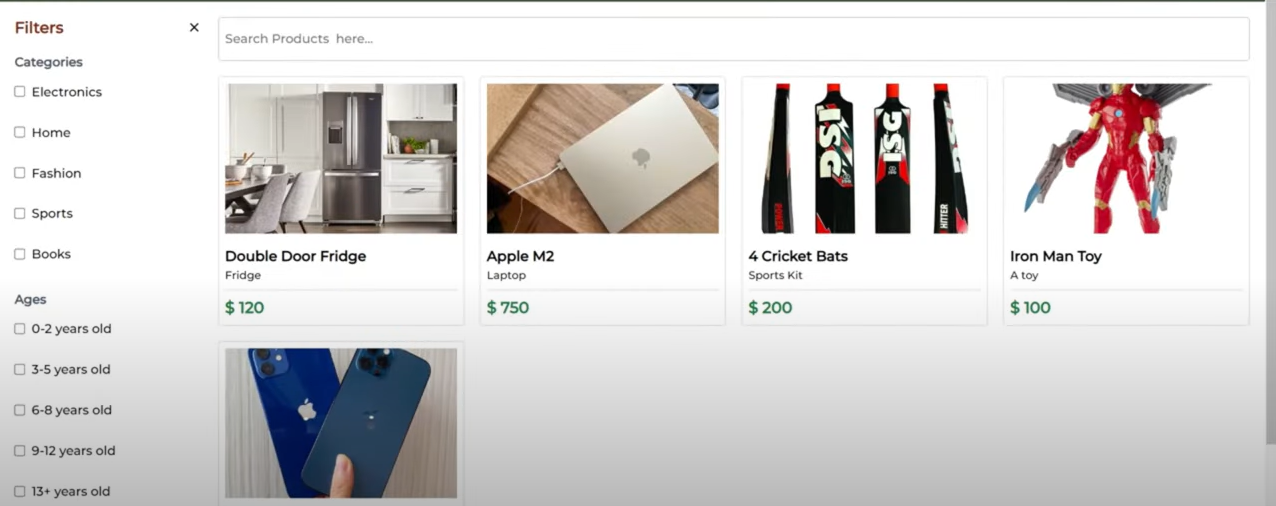 Filters
×
Search Products here...
Categories
Electronics
Home
Fashion
Sports
Books
Ages
0-2 years old
3-5 years old
6-8 years old
9-12 years old
13+ years old
Double Door Fridge
Fridge
$ 120
Apple M2
Laptop
$ 750
ISG
ISG
HITTER
4 Cricket Bats
Sports Kit
$ 200
Iron Man Toy
A toy
$ 100